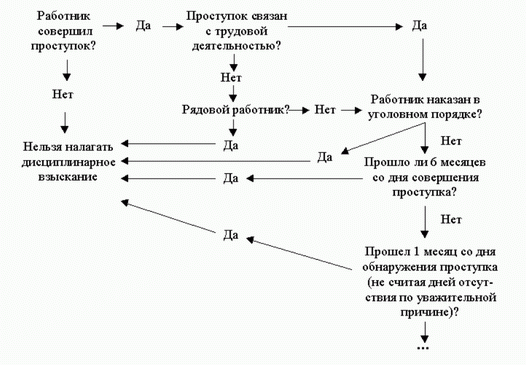 Работник
совершил
проступок?
Да
Проступок связан
с трудовой
деятельностью?
Да
Нет
Нет
Рядовой работник?
Нет
Работник наказан в
уголовном порядке?
Да
Нет
Нельзя налагать
дисциплинарное
взыскание
Да
Прошло ли 6 месяцев
со дня совершения
проступка?
Да
Нет
Да
Прошел 1 месяц со дня
обнаружения проступка
(не считая дней отсут-
ствия по уважительной
причине)?
...